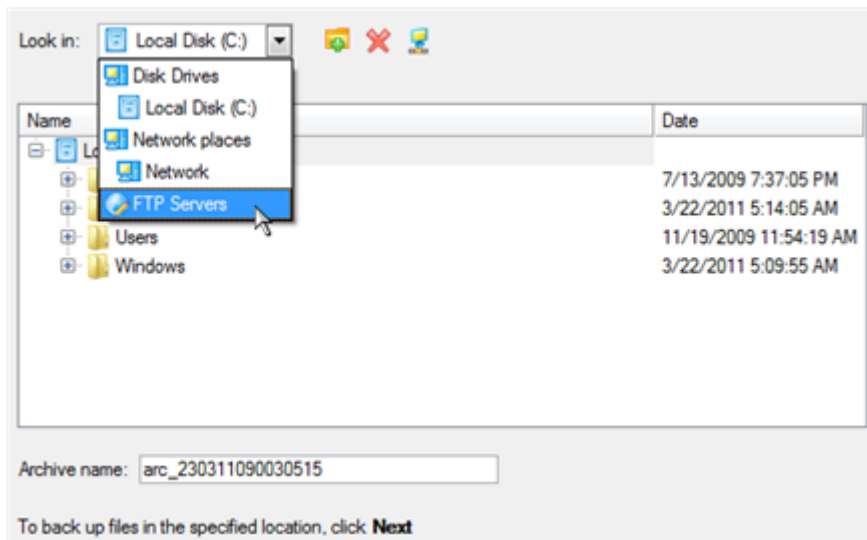 Look in: Local Disk (C:)
Disk Drives
Local Disk (C:)
Network places
Network
FTP Servers
Name Date
7/13/2009 7:37:05 PM
3/22/2011 5:14:05 AM
Users 11/19/2009 11:54:19 AM
Windows 3/22/2011 5:09:55 AM
Archive name: arc_230311090030515
To back up files in the specified location, click Next